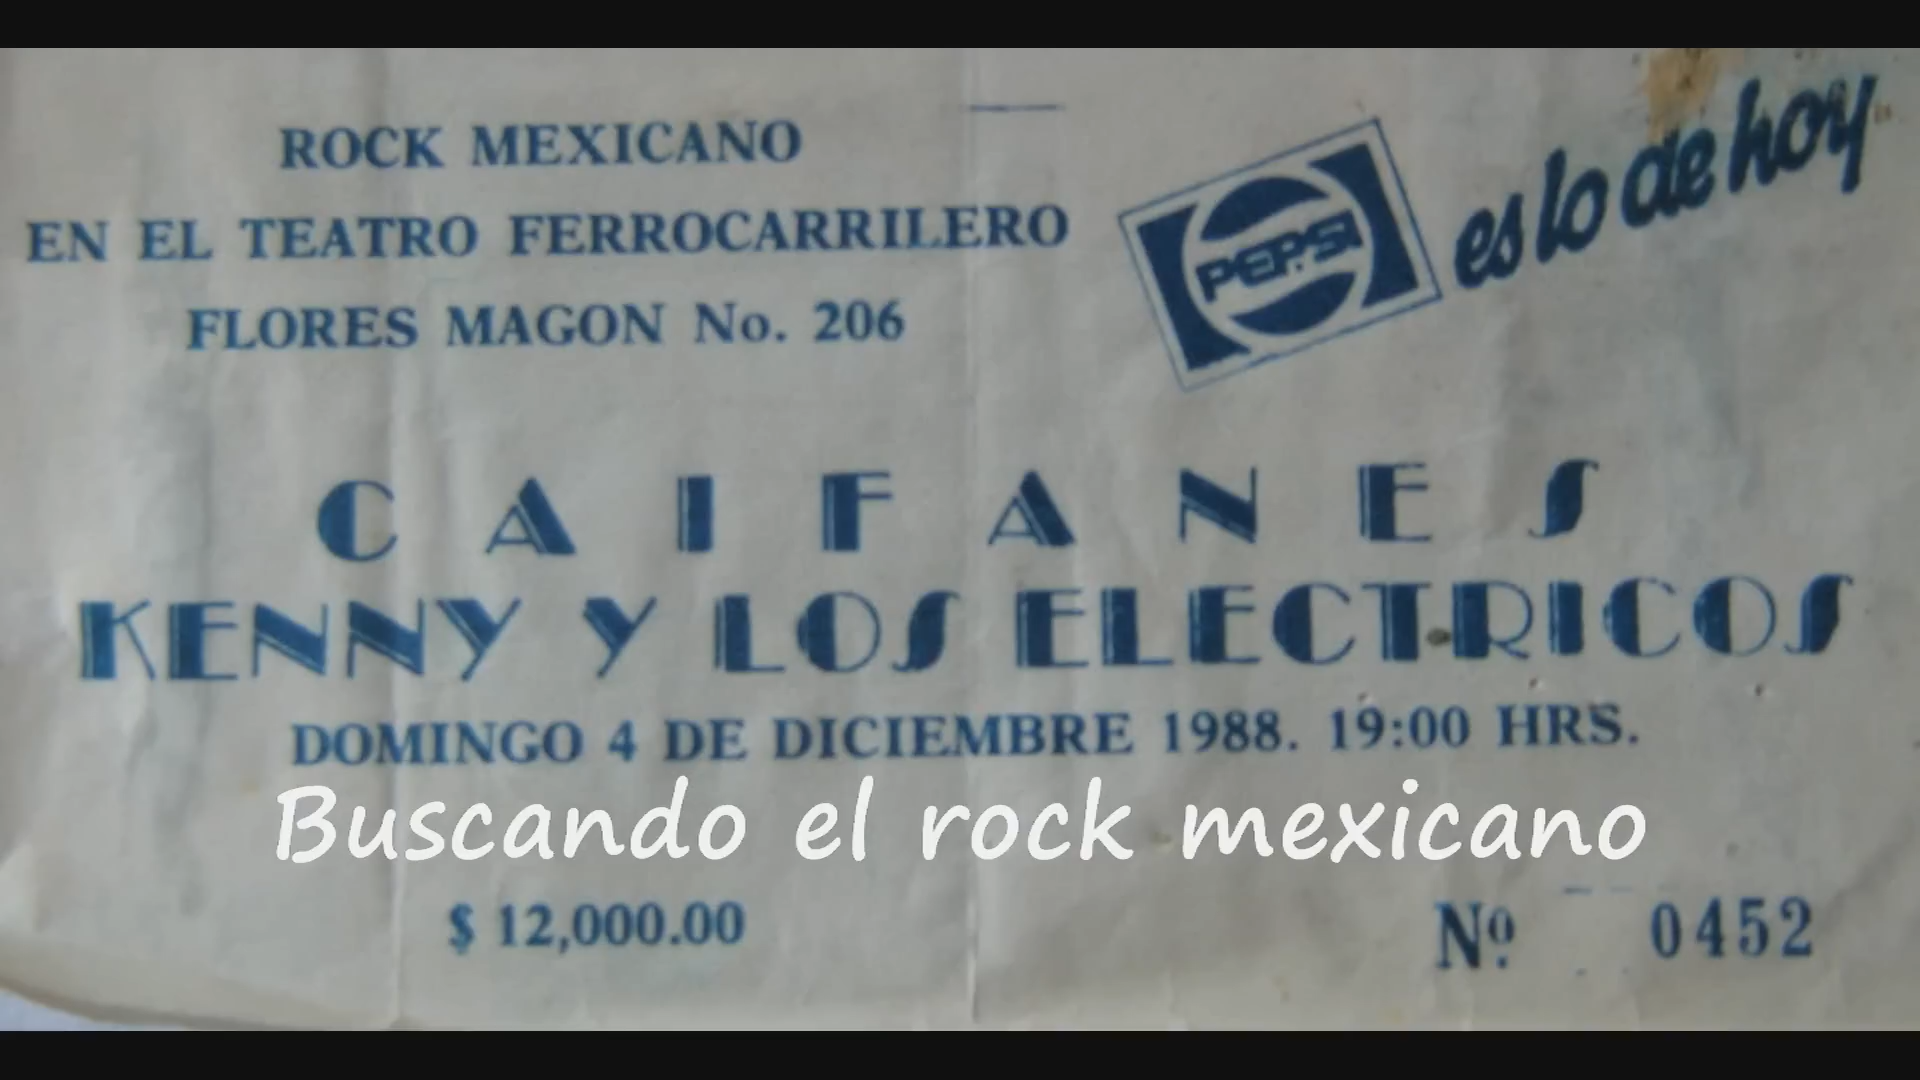 ROCK MEXICANO
EN EL TEATRO FERROCARRILERO
FLORES MAGON No. 206
PEPSI
es lo de hoy
CAIFANES
KENNY Y LOS ELECTRICOS
DOMINGO 4 DE DICIEMBRE 1988. 19:00 HRS.
Buscando el rock mexicano
$ 12,000.00
Nº 0452